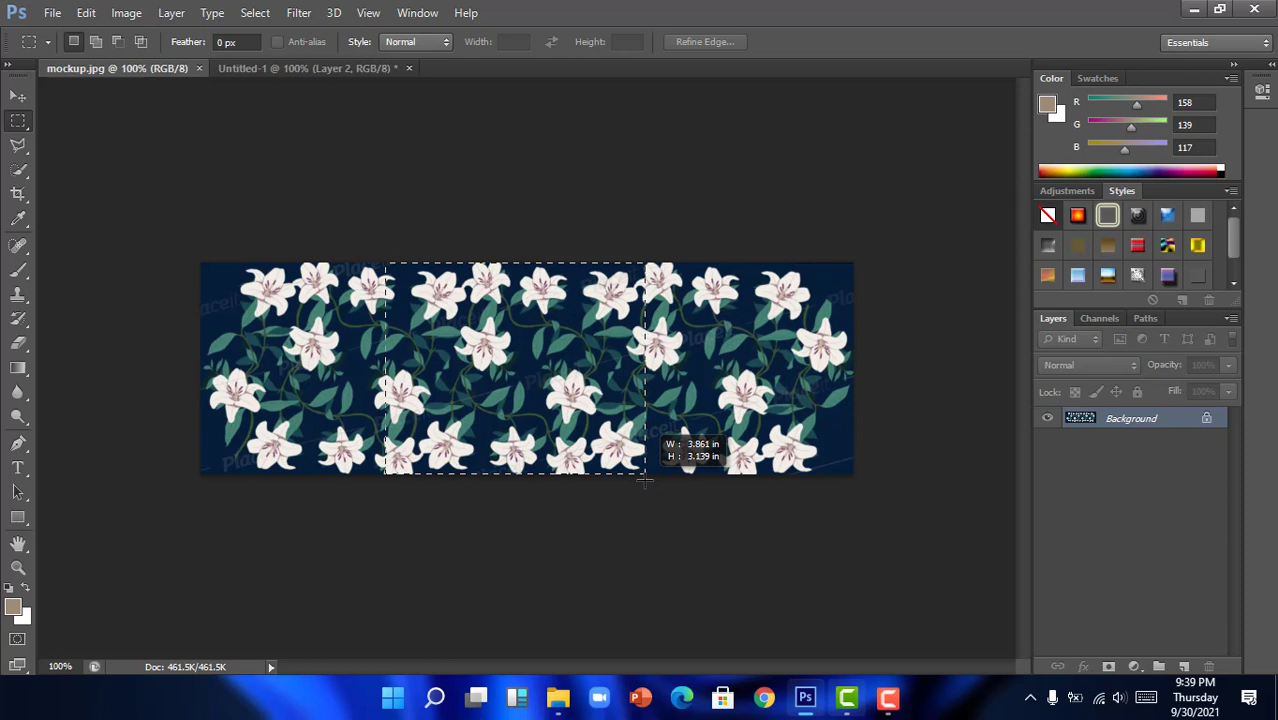 Ps File Edit Image Layer Type Select Filter 3D View Window Help
Feather: 0 px Anti-alias Style: Normal Width: Height: Refine Edge... Essentials
mockup.jpg @ 100% (RGB/8) × Untitled-1 @ 100% (Layer 2, RGB/8) * ×
Color Swatches
R 158
G 139
B 117
Adjustments Styles
Layers Channels Paths
Kind
Normal Opacity: 100%
Lock: Fill: 100%
Background
W : 3.861 in
H : 3.139 in
100% Doc: 461.5K/461.5K
9:39 PM
Thursday
9/30/2021